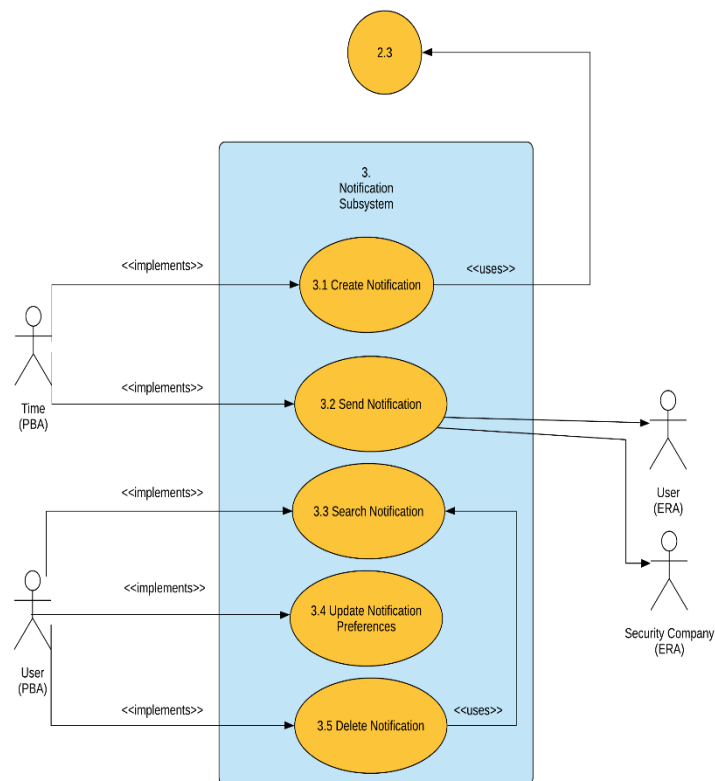 2.3
3.
Notification
Subsystem
<<implements>>
3.1 Create Notification
<<uses>>
<<implements>>
3.2 Send Notification
Time
(PBA)
User
(ERA)
<<implements>>
3.3 Search Notification
<<implements>>
3.4 Update Notification
Preferences
Security Company
(ERA)
User
(PBA)
<<implements>>
3.5 Delete Notification
<<uses>>